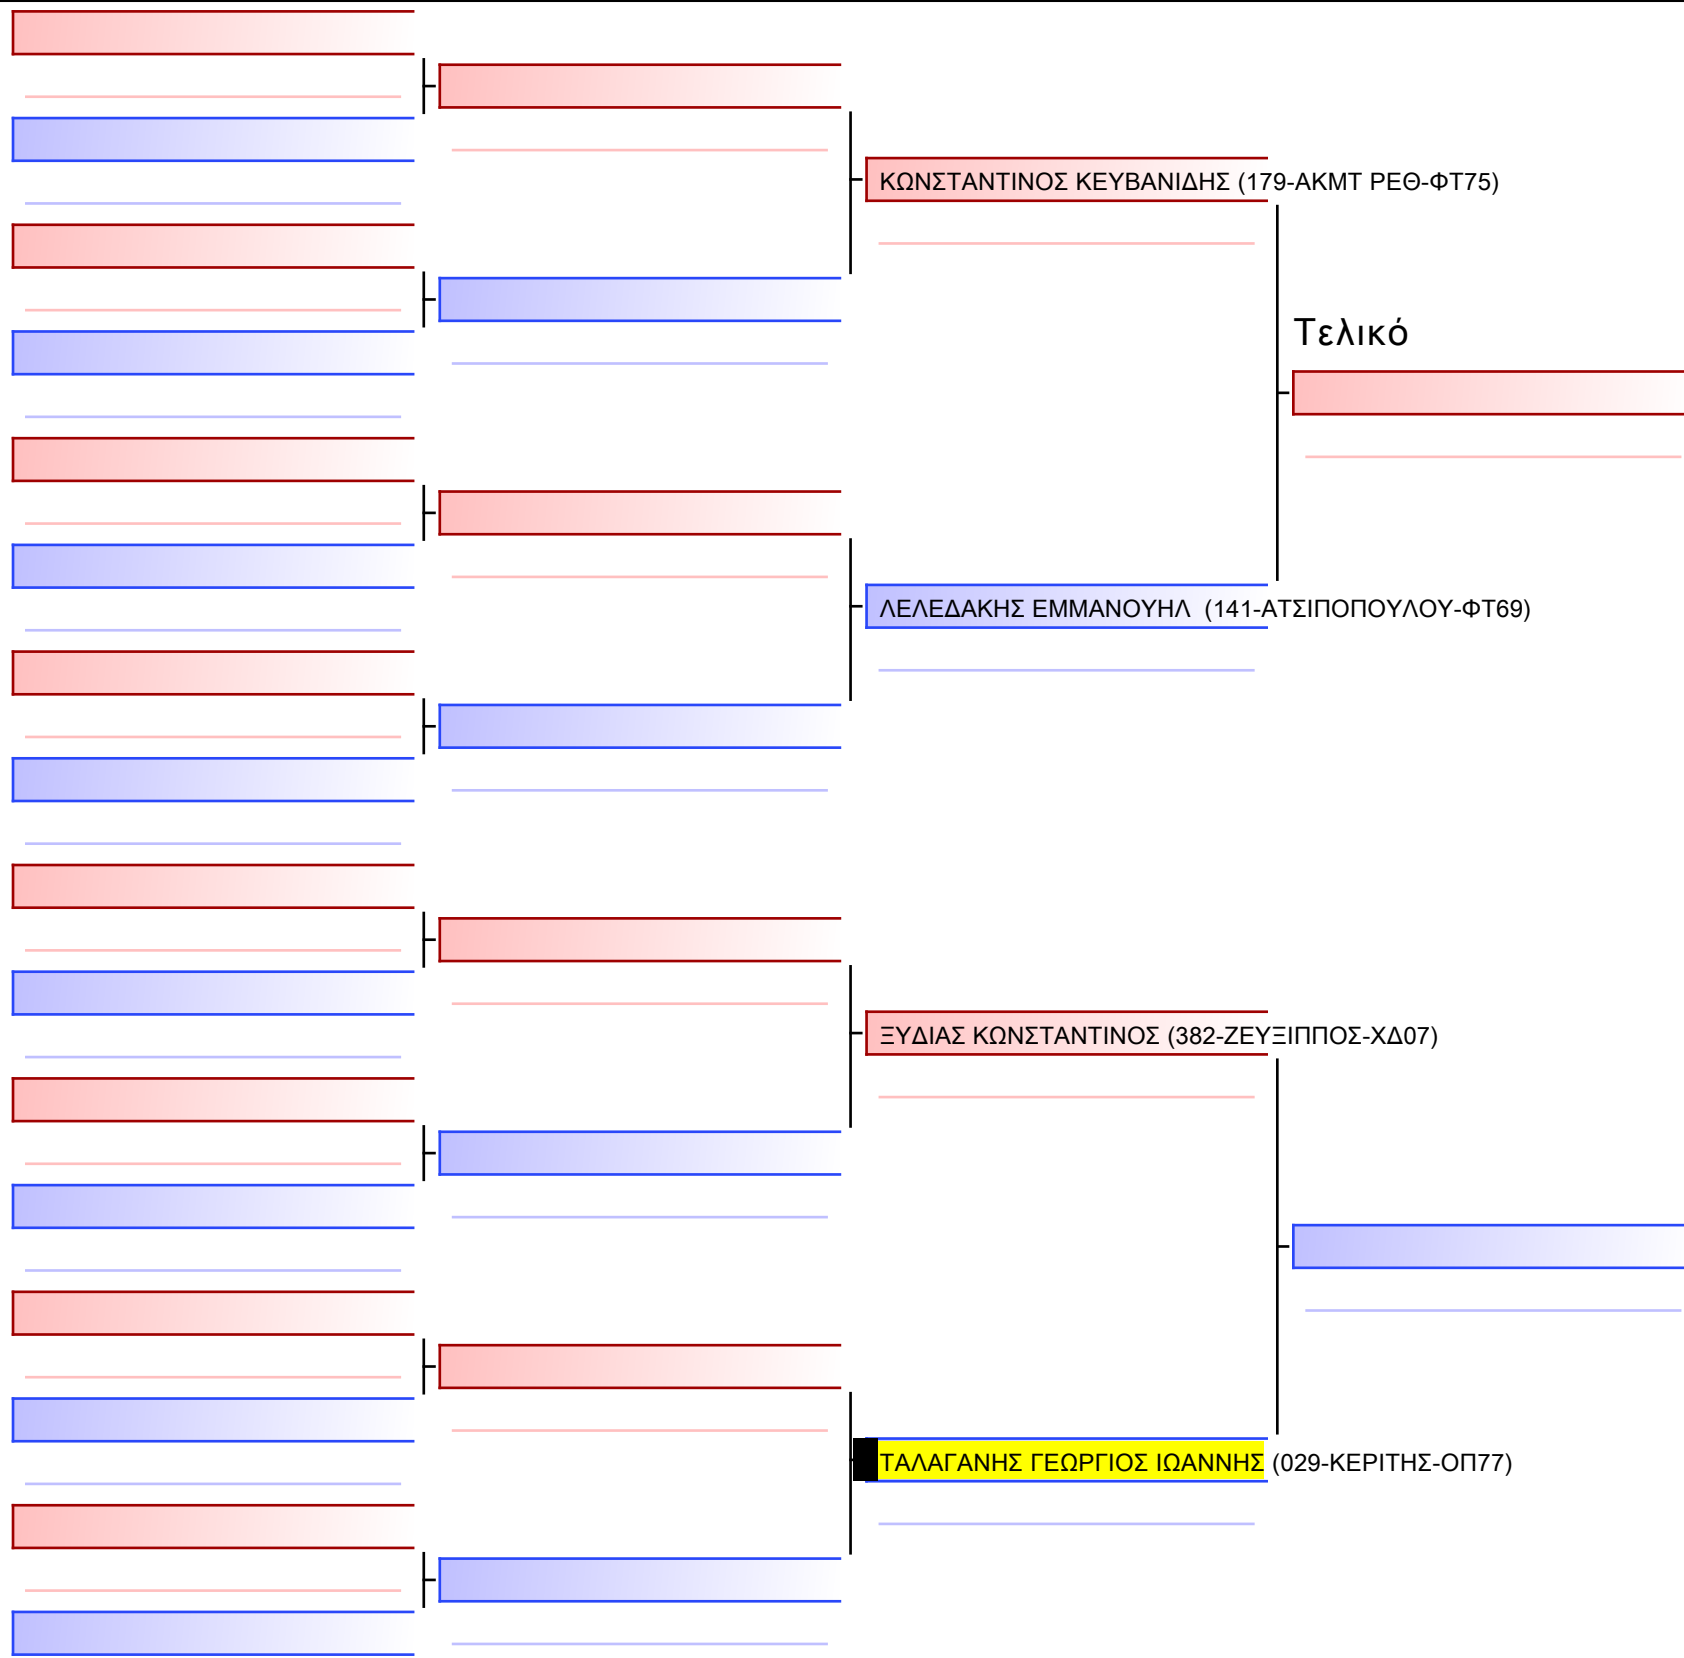 ΚΩΝΣΤΑΝΤΙΝΟΣ ΚΕΥΒΑΝΙΔΗΣ (179-ΑΚΜΤ ΡΕΘ-ΦΤ75)
Τελικό
ΛΕΛΕΔΑΚΗΣ ΕΜΜΑΝΟΥΗΛ (141-ΑΤΣΙΠΟΠΟΥΛΟΥ-ΦΤ69)
ΞΥΔΙΑΣ ΚΩΝΣΤΑΝΤΙΝΟΣ (382-ΖΕΥΞΙΠΠΟΣ-ΧΔ07)
ΤΑΛΑΓΑΝΗΣ ΓΕΩΡΓΙΟΣ ΙΩΑΝΝΗΣ (029-ΚΕΡΙΤΗΣ-ΟΠ77)